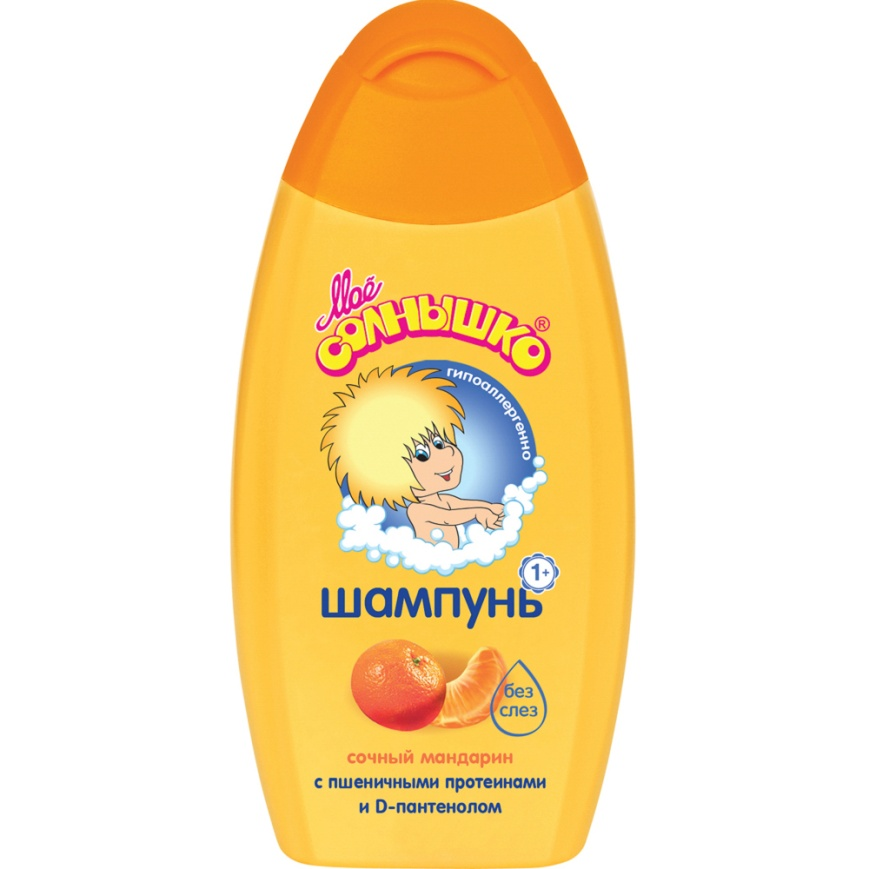 Моё
СОЛНЫШКО®
гипоаллергенно
1+
шампунь
без
слез
сочный мандарин
с пшеничными протеинами
и D-пантенолом